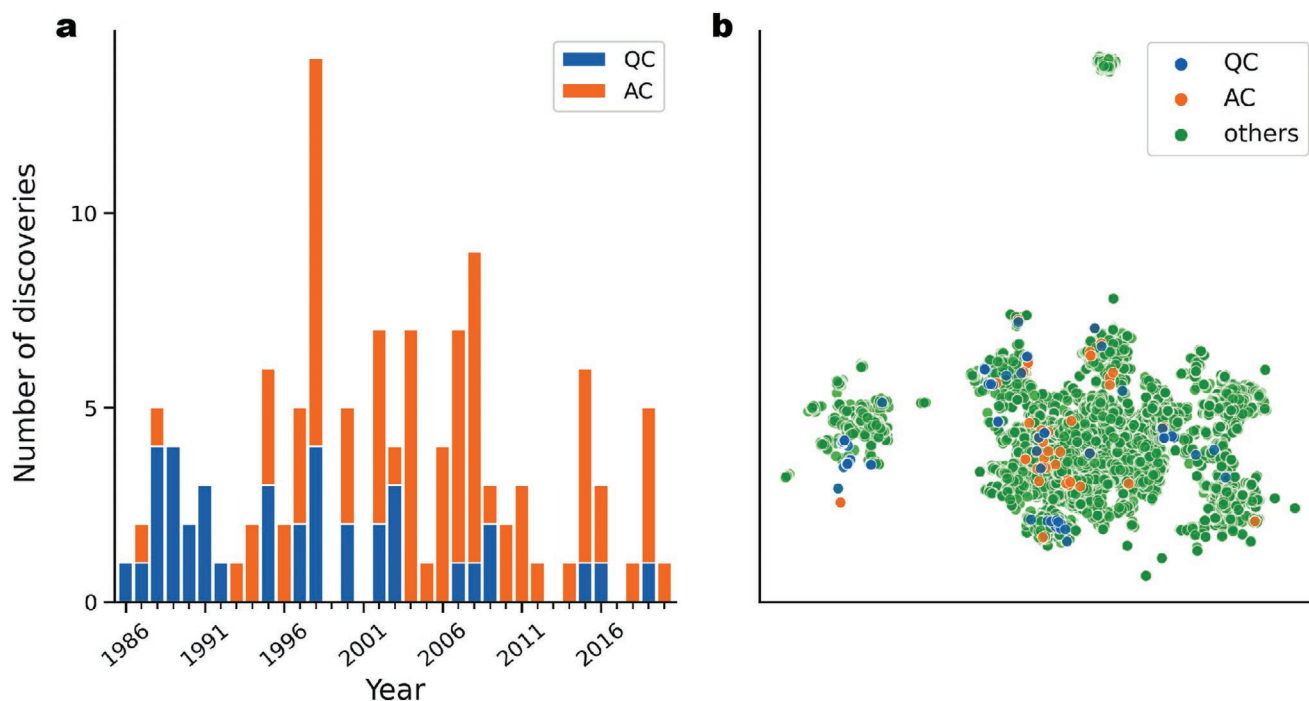 a
Number of discoveries
10
5
0
QC
AC
1986
1991
1996
2001
2006
2011
2016
Year
b
QC
AC
others